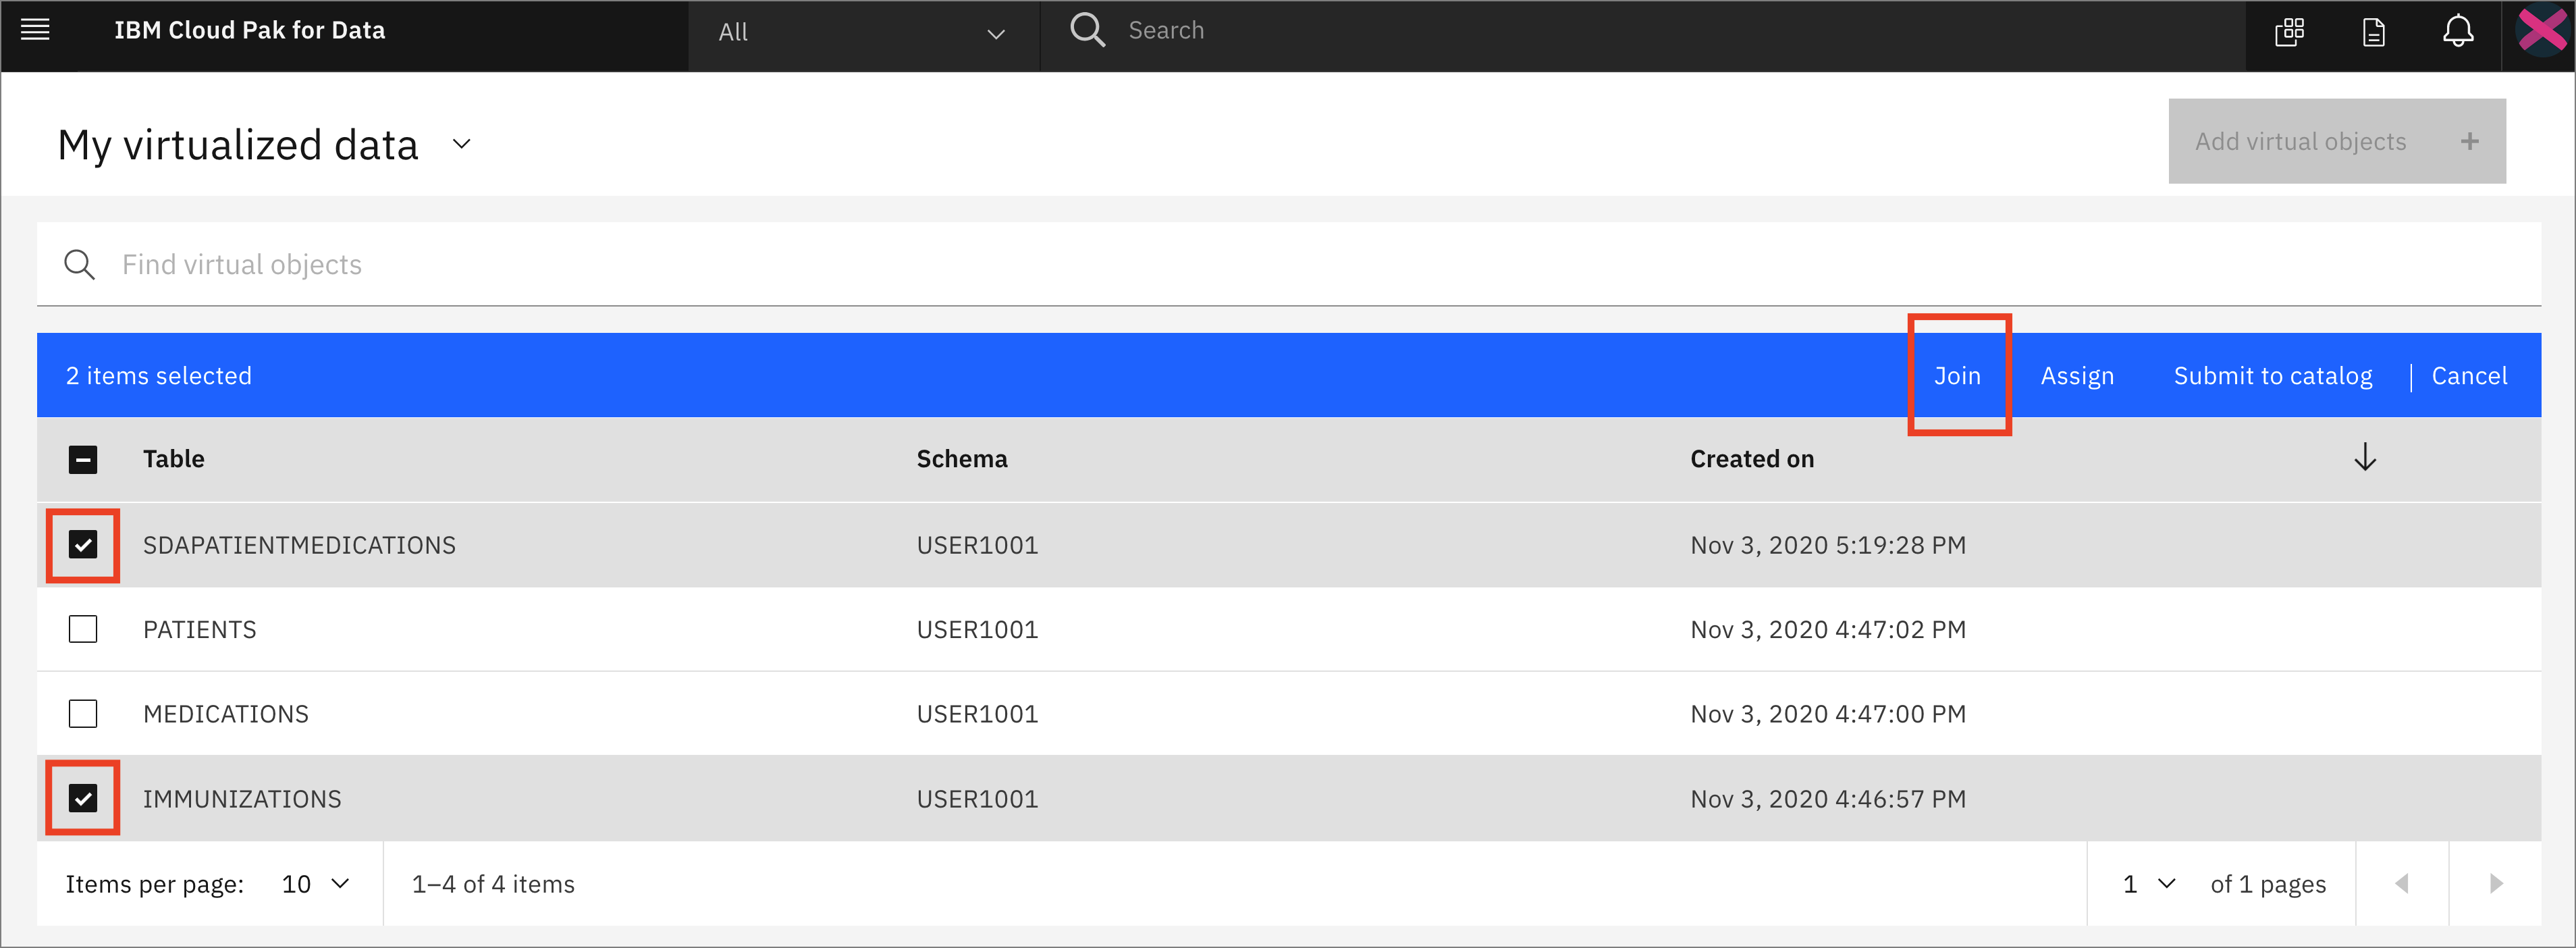 IBM Cloud Pak for Data All Search
My virtualized data Add virtual objects +
Find virtual objects
2 items selected Join Assign Submit to catalog | Cancel
Table Schema Created on
SDAPATIENTMEDICATIONS USER1001 Nov 3, 2020 5:19:28 PM
PATIENTS USER1001 Nov 3, 2020 4:47:02 PM
MEDICATIONS USER1001 Nov 3, 2020 4:47:00 PM
IMMUNIZATIONS USER1001 Nov 3, 2020 4:46:57 PM
Items per page: 10 1–4 of 4 items 1 of 1 pages